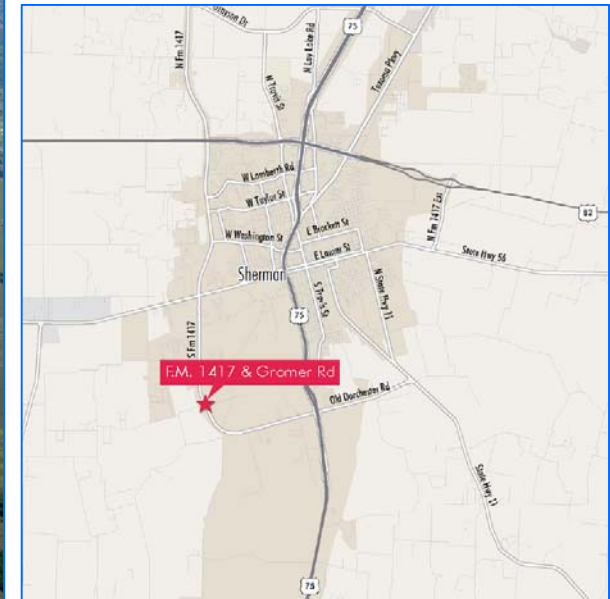 75
N Fm 1417
N Loy Lake Rd
Texoma Pkwy
N Travis St
W Lamberth Rd
W Taylor St
82
N Fm 1417 Exd
W Washington St
E Brockett St
E Lamar St
State Hwy 56
Sherman
N State Hwy 11
S Travis St
75
S Fm 1417
F.M. 1417 & Gromer Rd
Old Dorchester Rd
State Hwy 11
75